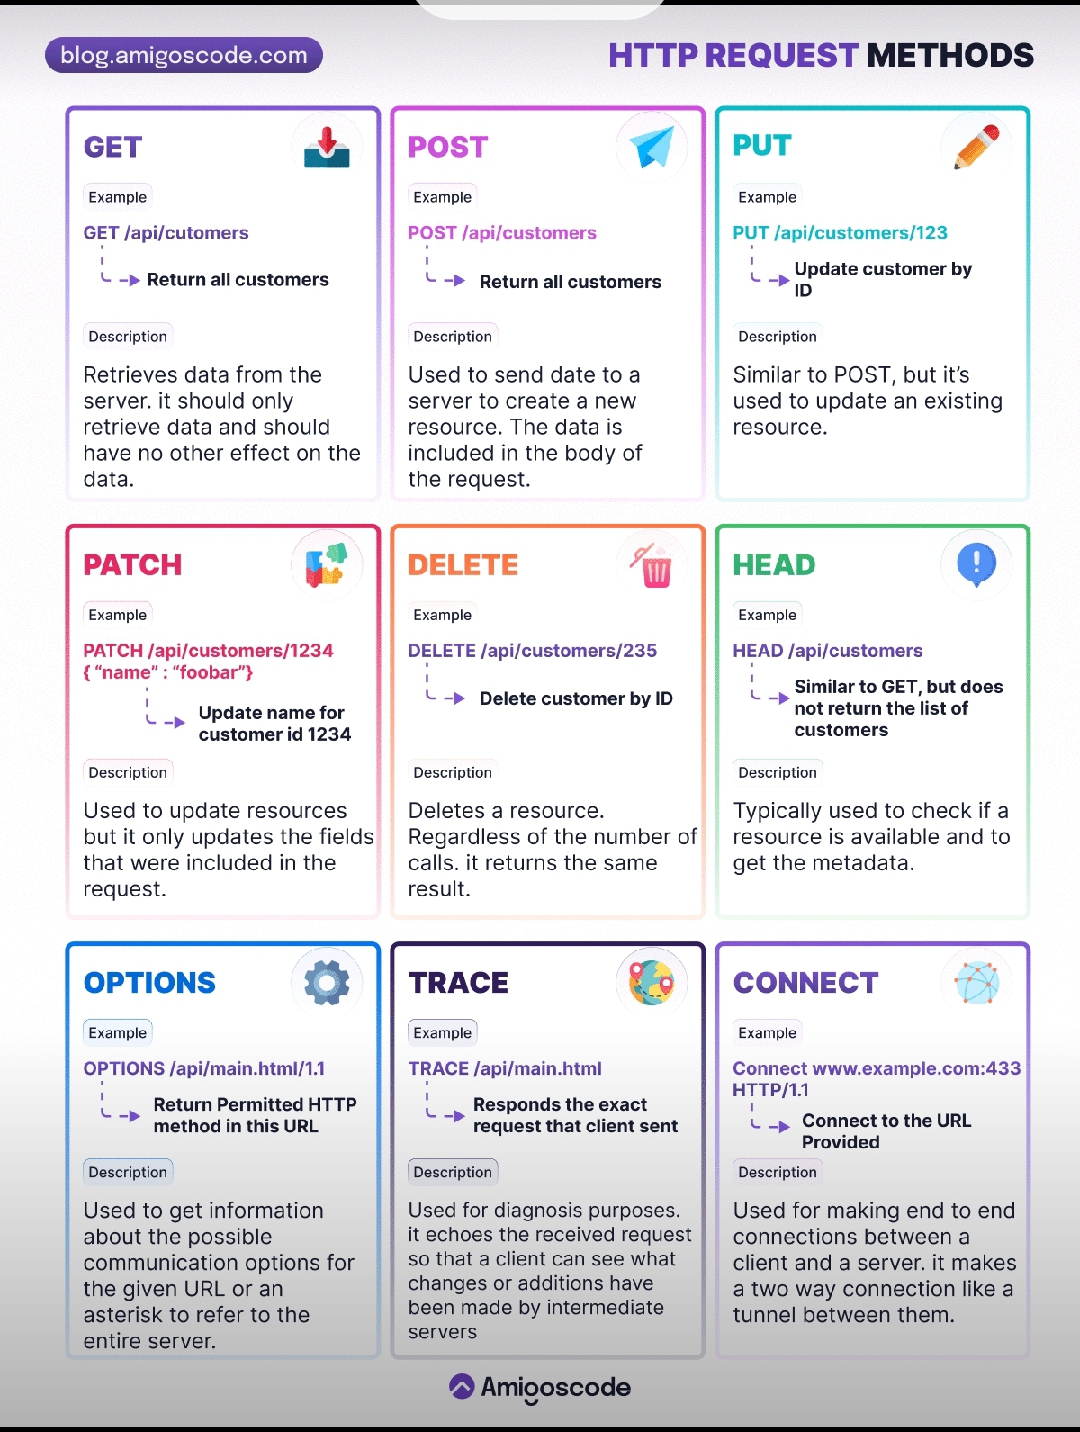 blog.amigoscode.com
HTTP REQUEST METHODS
GET
Example
GET /api/cutomers
Return all customers
Description
Retrieves data from the
server. it should only
retrieve data and should
have no other effect on the
data.
POST
Example
POST /api/customers
Return all customers
Description
Used to send date to a
server to create a new
resource. The data is
included in the body of
the request.
PUT
Example
PUT /api/customers/123
Update customer by
ID
Description
Similar to POST, but it's
used to update an existing
resource.
PATCH
Example
PATCH /api/customers/1234
{ “name” : “foobar”}
Update name for
customer id 1234
Description
Used to update resources
but it only updates the fields
that were included in the
request.
DELETE
Example
DELETE /api/customers/235
Delete customer by ID
Description
Deletes a resource.
Regardless of the number of
calls. it returns the same
result.
HEAD
Example
HEAD /api/customers
Similar to GET, but does
not return the list of
customers
Description
Typically used to check if a
resource is available and to
get the metadata.
OPTIONS
Example
OPTIONS /api/main.html/1.1
Return Permitted HTTP
method in this URL
Description
Used to get information
about the possible
communication options for
the given URL or an
asterisk to refer to the
entire server.
TRACE
Example
TRACE /api/main.html
Responds the exact
request that client sent
Description
Used for diagnosis purposes.
it echoes the received request
so that a client can see what
changes or additions have
been made by intermediate
servers
CONNECT
Example
Connect www.example.com:433
HTTP/1.1
Connect to the URL
Provided
Description
Used for making end to end
connections between a
client and a server. it makes
a two way connection like a
tunnel between them.
Amigoscode